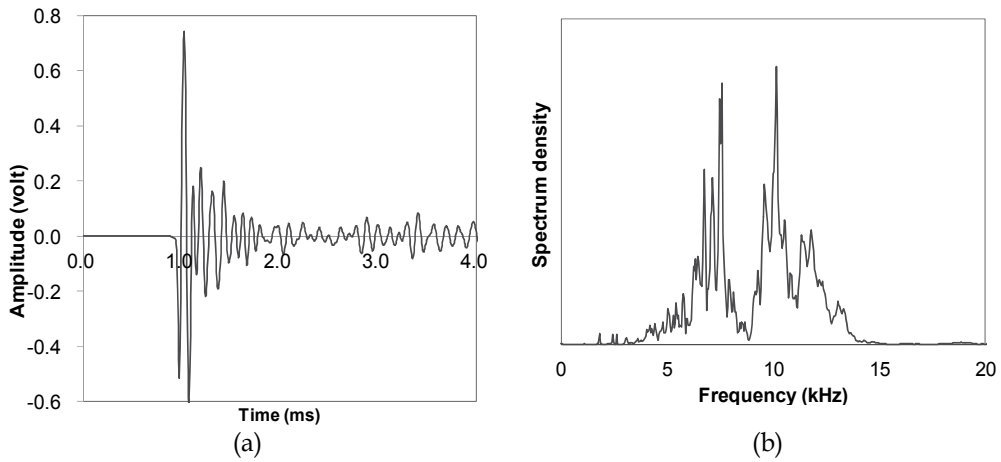 0.8
0.6
0.4
0.2
0.0
-0.2
-0.4
-0.6
Amplitude (volt)
0.0 1.0 2.0 3.0 4.0
Time (ms)
(a)
Spectrum density
0 5 10 15 20
Frequency (kHz)
(b)